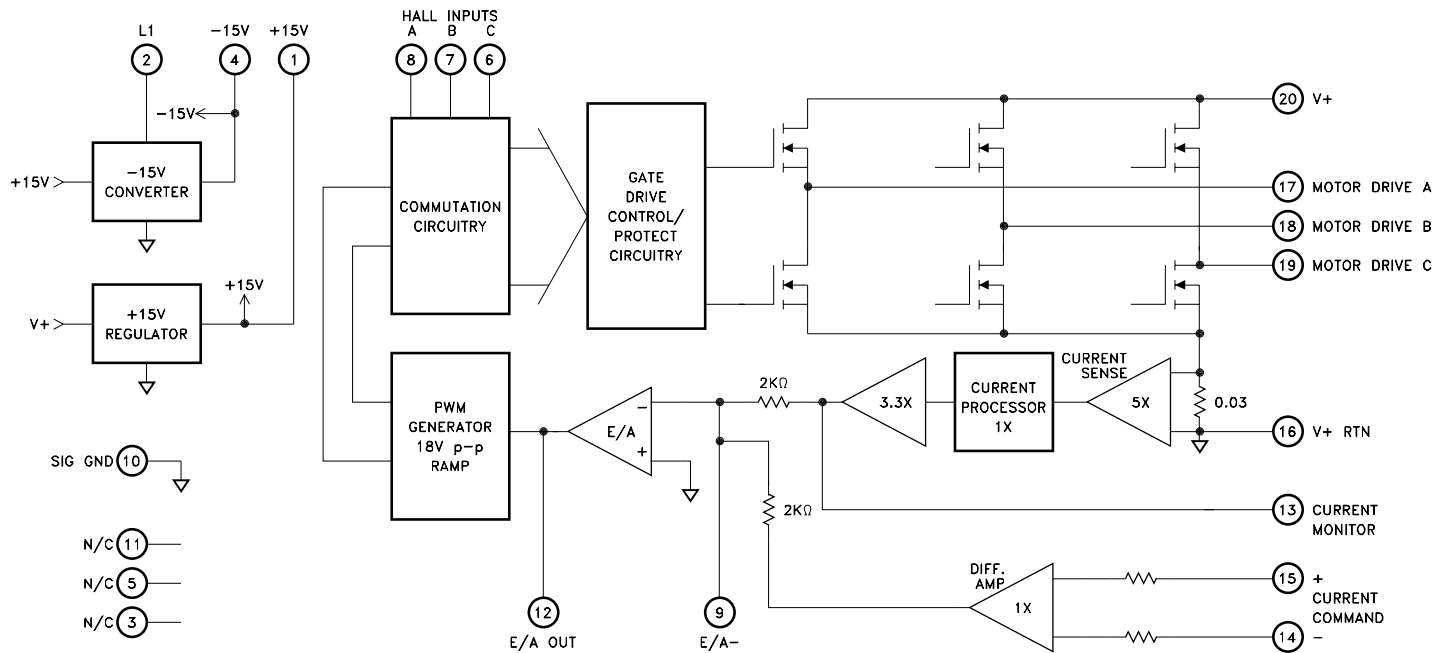 HALL INPUTS
A B C
L1 -15V +15V
2 4 1
8 7 6
-15V
+15V
-15V
CONVERTER
V+
+15V
REGULATOR
+15V
COMMUTATION
CIRCUITRY
GATE
DRIVE
CONTROL/
PROTECT
CIRCUITRY
20 V+
17 MOTOR DRIVE A
18 MOTOR DRIVE B
19 MOTOR DRIVE C
PWM
GENERATOR
18V p-p
RAMP
E/A
-
+
2KΩ
2KΩ
3.3X
CURRENT
PROCESSOR
1X
CURRENT
SENSE
5X
0.03
16 V+ RTN
13 CURRENT
MONITOR
DIFF.
AMP
1X
15 +
CURRENT
COMMAND
14 -
SIG GND 10
N/C 11
N/C 5
N/C 3
12
E/A OUT
9
E/A-